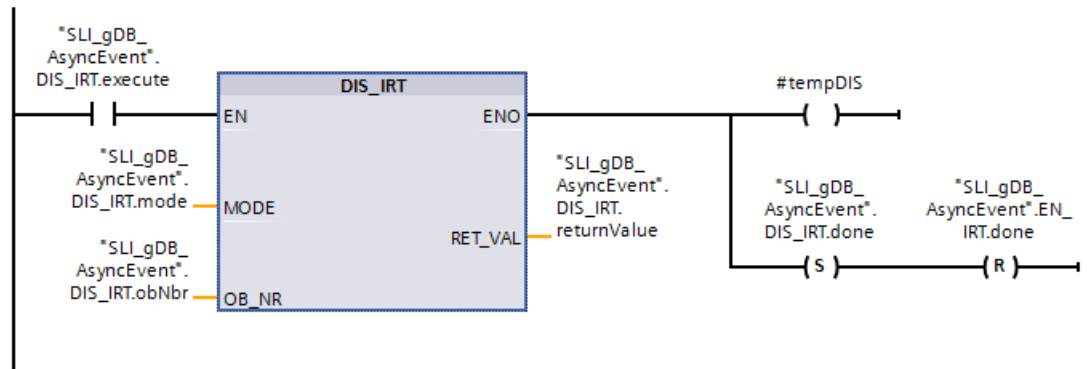 "SLI_gDB_
AsyncEvent".
DIS_IRT.execute
DIS_IRT
EN
ENO
"SLI_gDB_
AsyncEvent".
DIS_IRT.mode
MODE
"SLI_gDB_
AsyncEvent".
DIS_IRT.obNbr
OB_NR
RET_VAL
"SLI_gDB_
AsyncEvent".
DIS_IRT.
returnValue
#tempDIS
"SLI_gDB_
AsyncEvent".
DIS_IRT.done
S
"SLI_gDB_
AsyncEvent".EN_
IRT.done
R